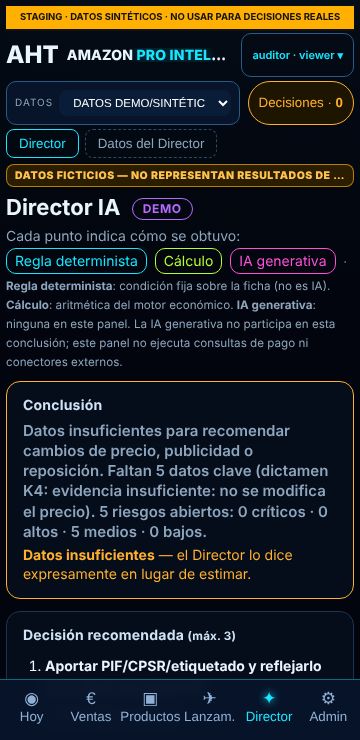 STAGING · DATOS SINTÉTICOS · NO USAR PARA DECISIONES REALES
AHT AMAZON PRO INTEL... auditor · viewer ▾
DATOS DATOS DEMO/SINTÉTIC Decisiones · 0
Director Datos del Director
DATOS FICTICIOS — NO REPRESENTAN RESULTADOS DE ...
Director IA DEMO
Cada punto indica cómo se obtuvo:
Regla determinista Cálculo IA generativa ·
Regla determinista: condición fija sobre la ficha (no es IA).
Cálculo: aritmética del motor económico. IA generativa:
ninguna en este panel. La IA generativa no participa en esta
conclusión; este panel no ejecuta consultas de pago ni
conectores externos.
Conclusión
Datos insuficientes para recomendar
cambios de precio, publicidad o
reposición. Faltan 5 datos clave (dictamen
K4: evidencia insuficiente: no se modifica
el precio). 5 riesgos abiertos: 0 críticos · 0
altos · 5 medios · 0 bajos.
Datos insuficientes — el Director lo dice
expresamente en lugar de estimar.
Decisión recomendada (máx. 3)
1. Aportar PIF/CPSR/etiquetado y reflejarlo
Hoy Ventas Productos Lanzam. Director Admin